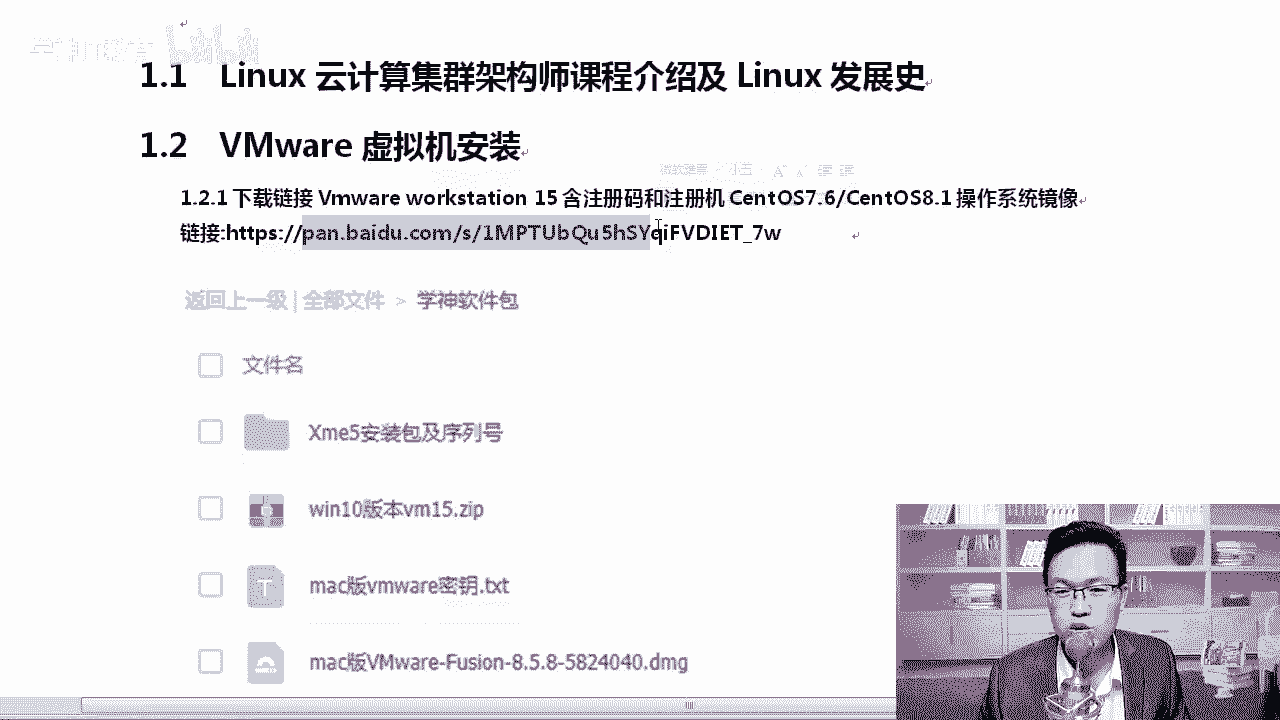 1.1 Linux 云计算集群架构师课程介绍及 Linux 发展史
1.2 VMware 虚拟机安装
1.2.1 下载链接 Vmware workstation 15 含注册码和注册机 CentOS7.6/CentOS8.1 操作系统镜像
链接:https://pan.baidu.com/s/1MPTUbQu5hSYqiFVDIET_7w
返回上一级 | 全部文件 > 学神软件包
文件名
Xme5安装包及序列号
win10版本vm15.zip
mac版vmware密钥.txt
mac版VMware-Fusion-8.5.8-5824040.dmg